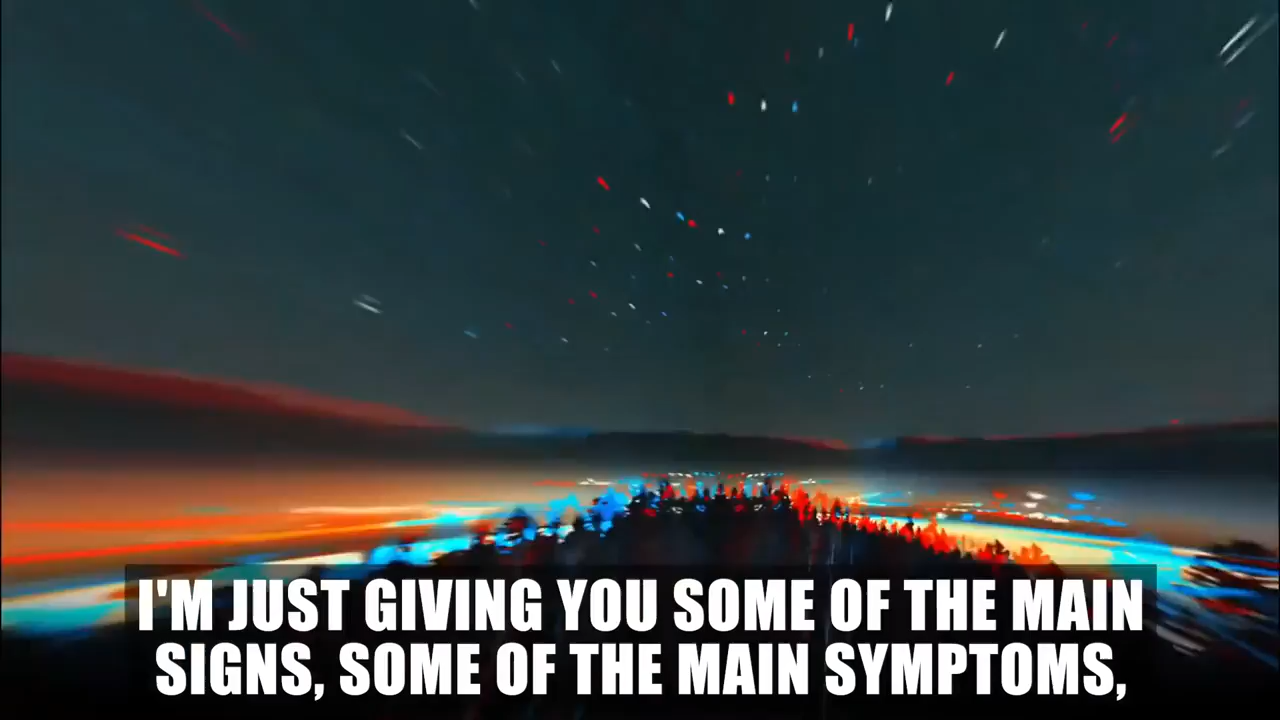 I'M JUST GIVING YOU SOME OF THE MAIN
SIGNS, SOME OF THE MAIN SYMPTOMS,